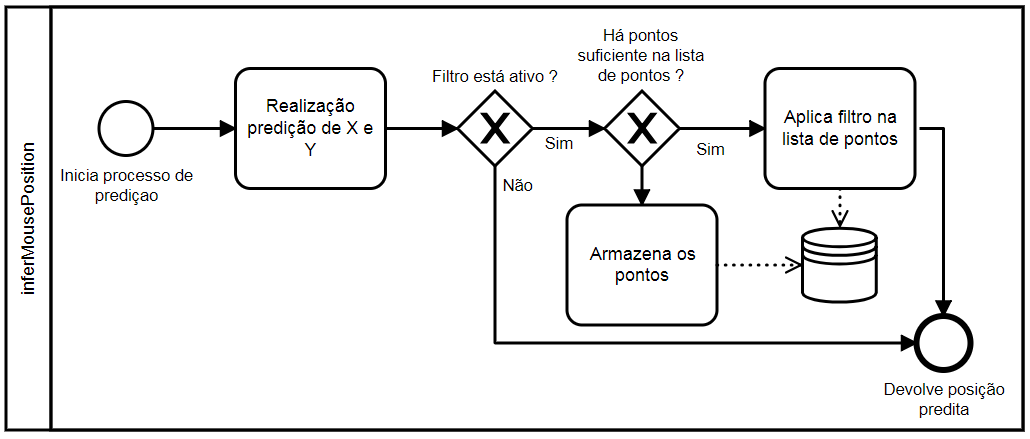 inferMousePosition
Inicia processo de
prediçao
Realização
predição de X e
Y
Filtro está ativo ?
Sim
Não
Há pontos
suficiente na lista
de pontos ?
Sim
Armazena os
pontos
Aplica filtro na
lista de pontos
Devolve posição
predita